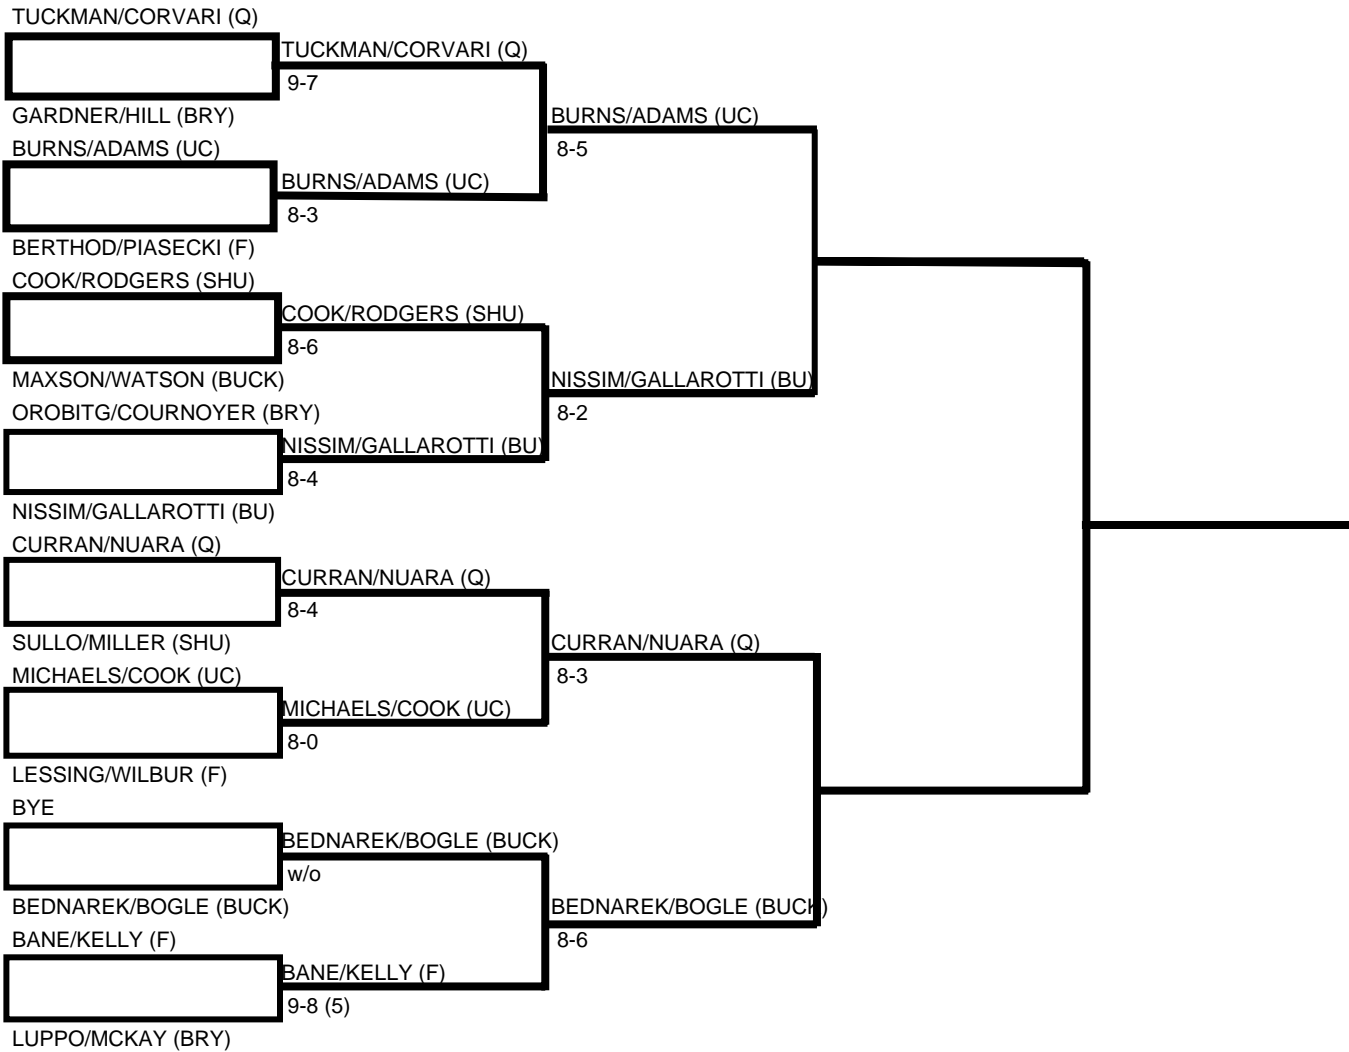 TUCKMAN/CORVARI (Q)
TUCKMAN/CORVARI (Q)
9-7
GARDNER/HILL (BRY)
BURNS/ADAMS (UC)
BURNS/ADAMS (UC)
8-5
BURNS/ADAMS (UC)
8-3
BERTHOD/PIASECKI (F)
COOK/RODGERS (SHU)
COOK/RODGERS (SHU)
8-6
MAXSON/WATSON (BUCK)
NISSIM/GALLAROTTI (BU)
8-2
OROBITG/COURNOYER (BRY)
NISSIM/GALLAROTTI (BU)
8-4
NISSIM/GALLAROTTI (BU)
CURRAN/NUARA (Q)
CURRAN/NUARA (Q)
8-4
SULLO/MILLER (SHU)
CURRAN/NUARA (Q)
8-3
MICHAELS/COOK (UC)
MICHAELS/COOK (UC)
8-0
LESSING/WILBUR (F)
BYE
BEDNAREK/BOGLE (BUCK)
w/o
BEDNAREK/BOGLE (BUCK)
BEDNAREK/BOGLE (BUCK)
8-6
BANE/KELLY (F)
BANE/KELLY (F)
9-8 (5)
LUPPO/MCKAY (BRY)